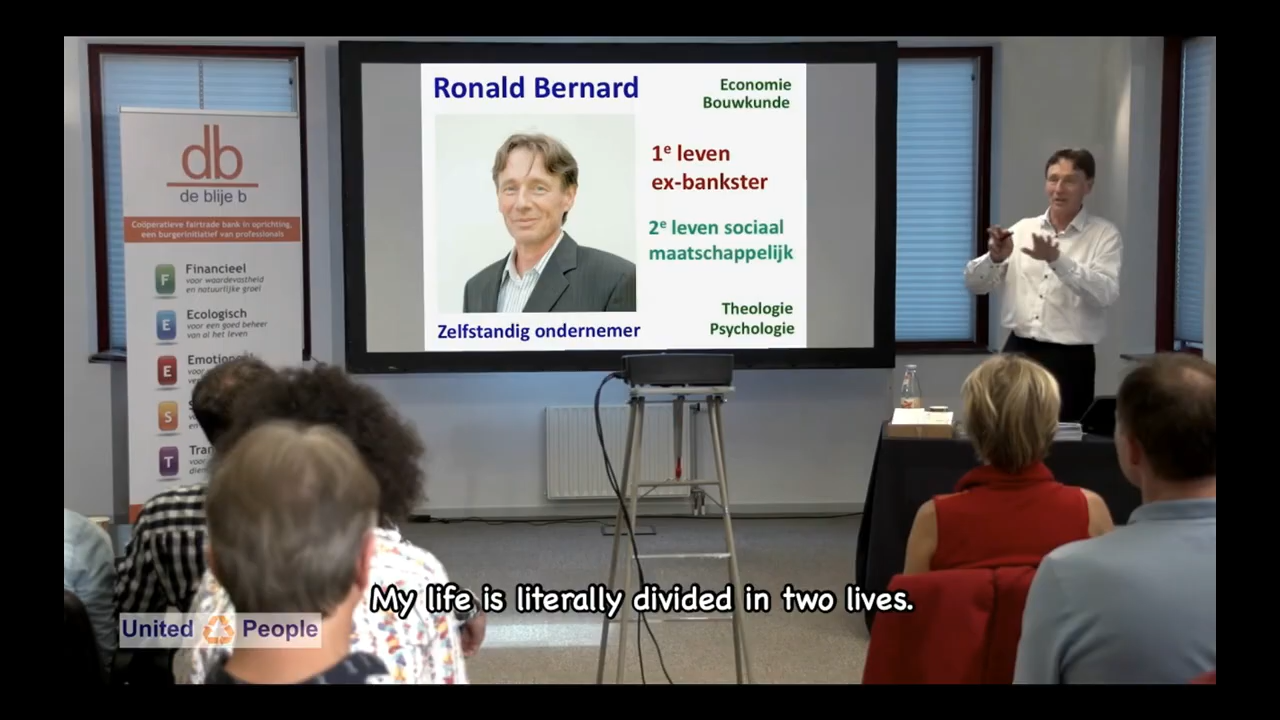 Ronald Bernard
Economie
Bouwkunde
1e leven
ex-bankster
2e leven sociaal
maatschappelijk
Theologie
Psychologie
Zelfstandig ondernemer
db
de blije b
Coöperatieve fairtrade bank in oprichting,
een burgerinitiatief van professionals
F
Financieel
voor waardevastheid
en natuurlijke groei
E
Ecologisch
voor een goed beheer
van al het leven
E
S
T
My life is literally divided in two lives.
United People